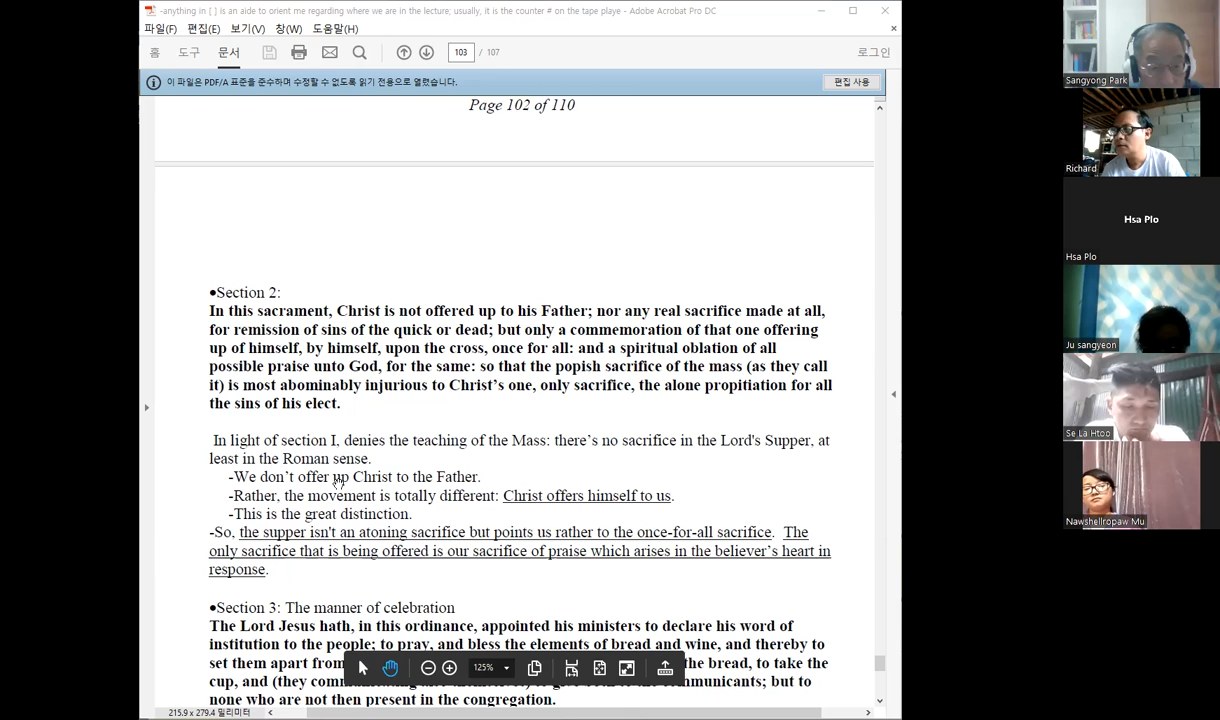 -anything in { } is an aide to orient me regarding where we are in the lecture; usually, it is the counter # on the tape playe - Adobe Acrobat Pro DC
파일(F) 편집(E) 보기(V) 창(W) 도움말(H)
홈 도구 문서 103 / 107 로그인
이 파일은 PDF/A 표준을 준수하며 수정할 수 없도록 읽기 전용으로 열렸습니다. 편집 사용
Page 102 of 110
•Section 2:
In this sacrament, Christ is not offered up to his Father; nor any real sacrifice made at all,
for remission of sins of the quick or dead; but only a commemoration of that one offering
up of himself, by himself, upon the cross, once for all: and a spiritual oblation of all
possible praise unto God, for the same: so that the popish sacrifice of the mass (as they call
it) is most abominably injurious to Christ's one, only sacrifice, the alone propitiation for all
the sins of his elect.
In light of section I, denies the teaching of the Mass: there's no sacrifice in the Lord's Supper, at
least in the Roman sense.
-We don't offer up Christ to the Father.
-Rather, the movement is totally different: Christ offers himself to us.
-This is the great distinction.
-So, the supper isn't an atoning sacrifice but points us rather to the once-for-all sacrifice. The
only sacrifice that is being offered is our sacrifice of praise which arises in the believer's heart in
response.
•Section 3: The manner of celebration
The Lord Jesus hath, in this ordinance, appointed his ministers to declare his word of
institution to the people; to pray, and bless the elements of bread and wine, and thereby to
set them apart from the bread, to take the
cup, and (they to give both to the communicants; but to
none who are not then present in the congregation.
125%
215.9 x 279.4 밀리미터
Sangyong Park
Richard
Hsa Plo
Hsa Plo
Ju sangyeon
Se La Htoo
Nawshellropaw Mu